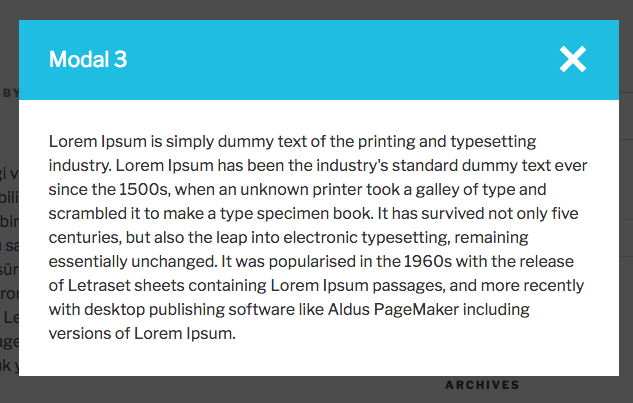 Modal 3
Lorem Ipsum is simply dummy text of the printing and typesetting
industry. Lorem Ipsum has been the industry's standard dummy text ever
since the 1500s, when an unknown printer took a galley of type and
scrambled it to make a type specimen book. It has survived not only five
centuries, but also the leap into electronic typesetting, remaining
essentially unchanged. It was popularised in the 1960s with the release
of Letraset sheets containing Lorem Ipsum passages, and more recently
with desktop publishing software like Aldus PageMaker including
versions of Lorem Ipsum.
ARCHIVES